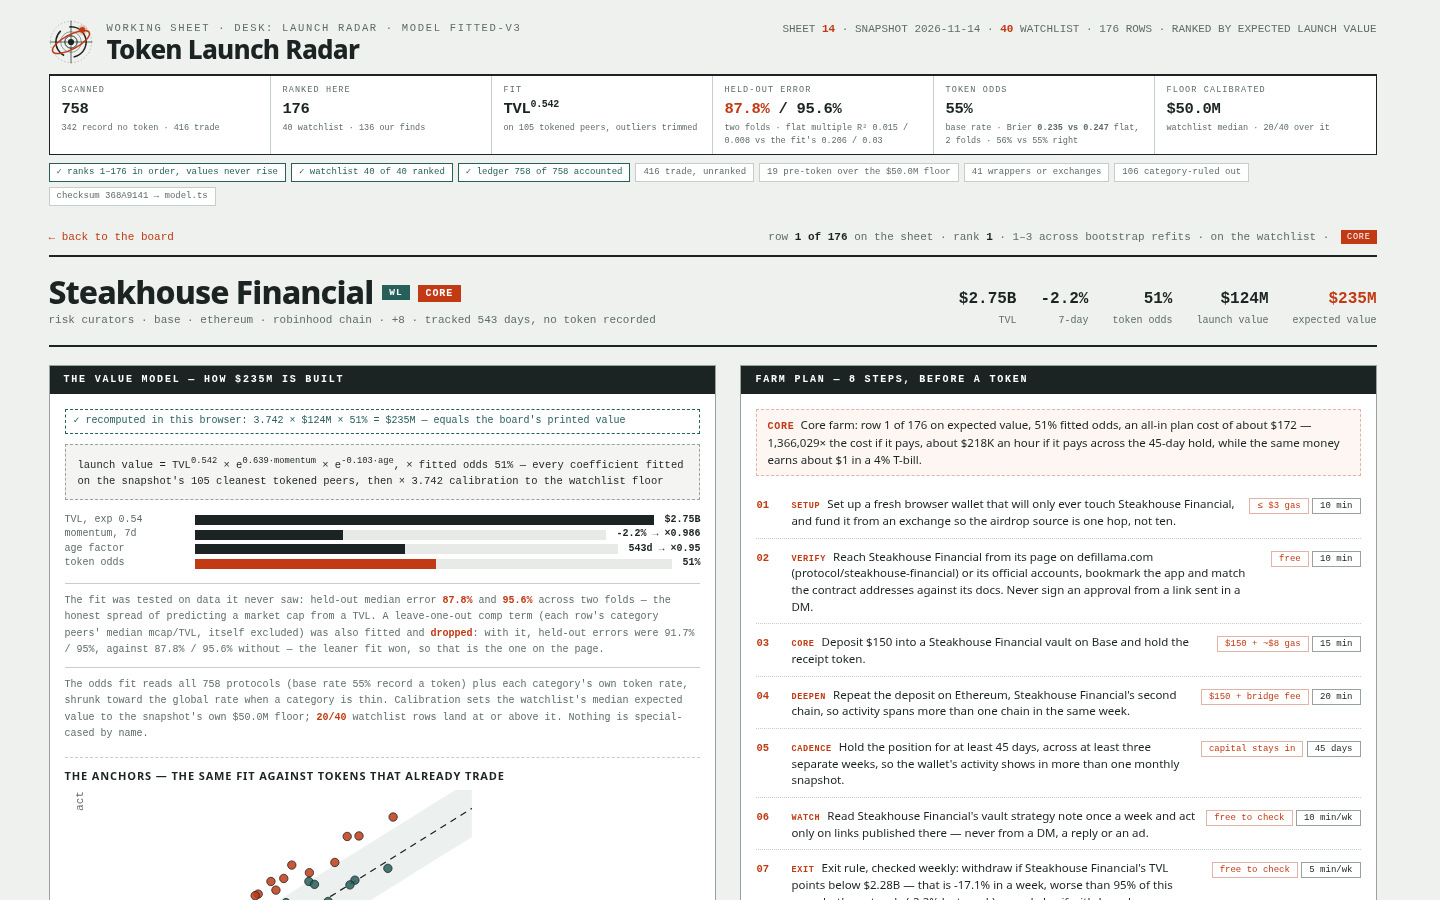 WORKING SHEET · DESK: LAUNCH RADAR · MODEL FITTED-V3
Token Launch Radar
SHEET 14 · SNAPSHOT 2026-11-14 · 40 WATCHLIST · 176 ROWS · RANKED BY EXPECTED LAUNCH VALUE
SCANNED
758
342 record no token · 416 trade
RANKED HERE
176
40 watchlist · 136 our finds
FIT
TVL0.542
on 105 tokened peers, outliers trimmed
HELD-OUT ERROR
87.8% / 95.6%
two folds · flat multiple R² 0.015 /
0.008 vs the fit's 0.206 / 0.03
TOKEN ODDS
55%
base rate · Brier 0.235 vs 0.247 flat,
2 folds · 56% vs 55% right
FLOOR CALIBRATED
$50.0M
watchlist median · 20/40 over it
✓ ranks 1–176 in order, values never rise
✓ watchlist 40 of 40 ranked
✓ ledger 758 of 758 accounted
416 trade, unranked
19 pre-token over the $50.0M floor
41 wrappers or exchanges
106 category-ruled out
checksum 368A9141 → model.ts
← back to the board
row 1 of 176 on the sheet · rank 1 · 1–3 across bootstrap refits · on the watchlist · CORE
Steakhouse Financial WL CORE
risk curators · base · ethereum · robinhood chain · +8 · tracked 543 days, no token recorded
$2.75B
TVL
-2.2%
7-day
51%
token odds
$124M
launch value
$235M
expected value
THE VALUE MODEL — HOW $235M IS BUILT
✓ recomputed in this browser: 3.742 × $124M × 51% = $235M — equals the board's printed value
launch value = TVL0.542 × e0.639·momentum × e-0.103·age, × fitted odds 51% — every coefficient fitted
on the snapshot's 105 cleanest tokened peers, then × 3.742 calibration to the watchlist floor
TVL, exp 0.54 $2.75B
momentum, 7d -2.2% → ×0.986
age factor 543d → ×0.95
token odds 51%
The fit was tested on data it never saw: held-out median error 87.8% and 95.6% across two folds — the
honest spread of predicting a market cap from a TVL. A leave-one-out comp term (each row's category
peers' median mcap/TVL, itself excluded) was also fitted and dropped: with it, held-out errors were 91.7%
/ 95%, against 87.8% / 95.6% without — the leaner fit won, so that is the one on the page.
The odds fit reads all 758 protocols (base rate 55% record a token) plus each category's own token rate,
shrunk toward the global rate when a category is thin. Calibration sets the watchlist's median expected
value to the snapshot's own $50.0M floor; 20/40 watchlist rows land at or above it. Nothing is special-
cased by name.
THE ANCHORS — THE SAME FIT AGAINST TOKENS THAT ALREADY TRADE
act
FARM PLAN — 8 STEPS, BEFORE A TOKEN
CORE Core farm: row 1 of 176 on expected value, 51% fitted odds, an all-in plan cost of about $172 —
1,366,029× the cost if it pays, about $218K an hour if it pays across the 45-day hold, while the same money
earns about $1 in a 4% T-bill.
01 SETUP Set up a fresh browser wallet that will only ever touch Steakhouse Financial,
and fund it from an exchange so the airdrop source is one hop, not ten.
≤ $3 gas 10 min
02 VERIFY Reach Steakhouse Financial from its page on defillama.com
(protocol/steakhouse-financial) or its official accounts, bookmark the app and match
the contract addresses against its docs. Never sign an approval from a link sent in a
DM.
free 10 min
03 CORE Deposit $150 into a Steakhouse Financial vault on Base and hold the
receipt token.
$150 + ~$8 gas 15 min
04 DEEPEN Repeat the deposit on Ethereum, Steakhouse Financial's second
chain, so activity spans more than one chain in the same week.
$150 + bridge fee 20 min
05 CADENCE Hold the position for at least 45 days, across at least three
separate weeks, so the wallet's activity shows in more than one monthly
snapshot.
capital stays in 45 days
06 WATCH Read Steakhouse Financial's vault strategy note once a week and act
only on links published there — never from a DM, a reply or an ad.
free to check 10 min/wk
07 EXIT Exit rule, checked weekly: withdraw if Steakhouse Financial's TVL
points below $2.28B — that is -17.1% in a week, worse than 95% of this
free to check 5 min/wk